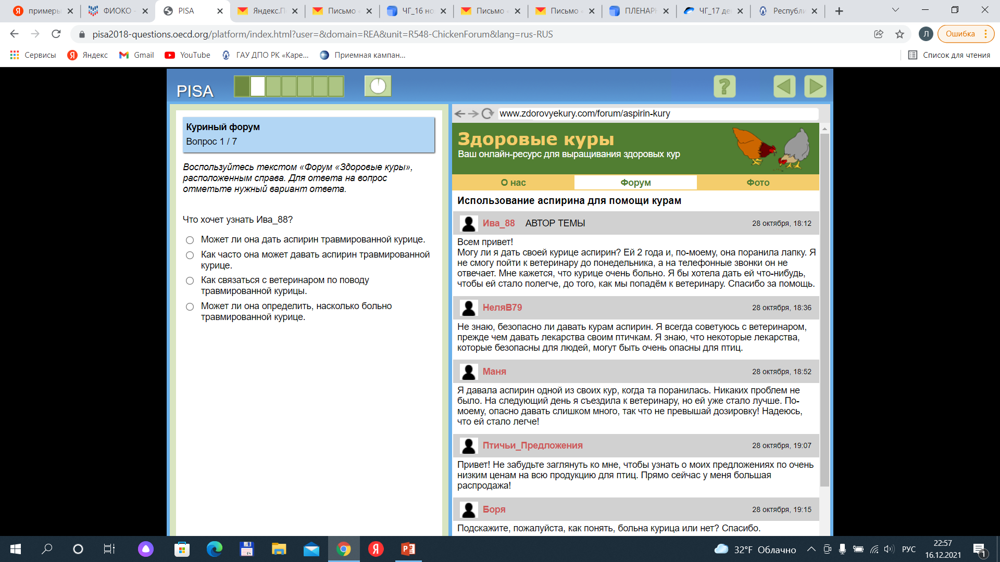 примеры
ФИОКО -
PISA
Яндекс.П
Письмо «
ЧГ_16 но
Письмо «
Письмо «
ПЛЕНАРН
ЧГ_17 де
Республи
pisa2018-questions.oecd.org/platform/index.html?user=&domain=REA&unit=R548-ChickenForum&lang=rus-RUS
Л
Ошибка
Сервисы
Яндекс
Gmail
YouTube
ГАУ ДПО РК «Каре...
Приемная кампан...
Список для чтения
PISA
?
Куриный форум
Вопрос 1 / 7
Воспользуйтесь текстом «Форум «Здоровые куры»,
расположенным справа. Для ответа на вопрос
отметьте нужный вариант ответа.
Что хочет узнать Ива_88?
Может ли она дать аспирин травмированной курице.
Как часто она может давать аспирин травмированной
курице.
Как связаться с ветеринаром по поводу
травмированной курицы.
Может ли она определить, насколько больно
травмированной курице.
www.zdorovyekury.com/forum/aspirin-kury
Здоровые куры
Ваш онлайн-ресурс для выращивания здоровых кур
О нас
Форум
Фото
Использование аспирина для помощи курам
Ива_88 АВТОР ТЕМЫ 28 октября, 18:12
Всем привет!
Могу ли я дать своей курице аспирин? Ей 2 года и, по-моему, она поранила лапку. Я
не смогу пойти к ветеринару до понедельника, а на телефонные звонки он не
отвечает. Мне кажется, что курице очень больно. Я бы хотела дать ей что-нибудь,
чтобы ей стало полегче, до того, как мы попадём к ветеринару. Спасибо за помощь.
НеляВ79 28 октября, 18:36
Не знаю, безопасно ли давать курам аспирин. Я всегда советуюсь с ветеринаром,
прежде чем давать лекарства своим птичкам. Я знаю, что некоторые лекарства,
которые безопасны для людей, могут быть очень опасны для птиц.
Маня 28 октября, 18:52
Я давала аспирин одной из своих кур, когда та поранилась. Никаких проблем не
было. На следующий день я съездила к ветеринару, но ей уже стало лучше. По-
моему, опасно давать слишком много, так что не превышай дозировку! Надеюсь,
что ей стало легче!
Птичьи_Предложения 28 октября, 19:07
Привет! Не забудьте заглянуть ко мне, чтобы узнать о моих предложениях по очень
низким ценам на всю продукцию для птиц. Прямо сейчас у меня большая
распродажа!
Боря 28 октября, 19:15
Подскажите, пожалуйста, как понять, больна курица или нет? Спасибо.
32°F Облачно
РУС
22:57
16.12.2021
1